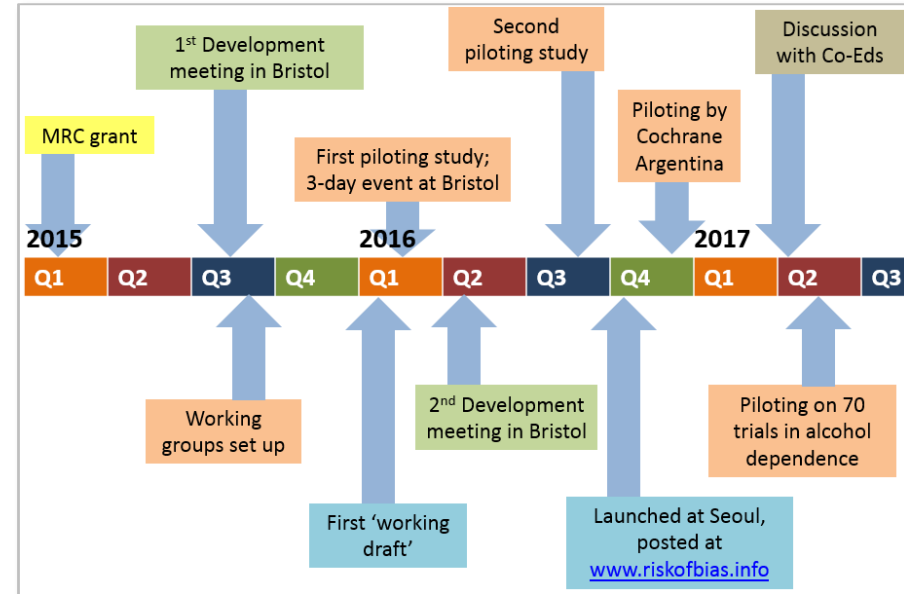 1st Development
meeting in Bristol
Second
piloting study
Discussion
with Co-Eds
MRC grant
First piloting study;
3-day event at Bristol
Piloting by
Cochrane
Argentina
2015
2016
2017
Q1 Q2 Q3 Q4 Q1 Q2 Q3 Q4 Q1 Q2 Q3
Working
groups set up
2nd Development
meeting in Bristol
Piloting on 70
trials in alcohol
dependence
First ‘working
draft’
Launched at Seoul,
posted at
www.riskofbias.info